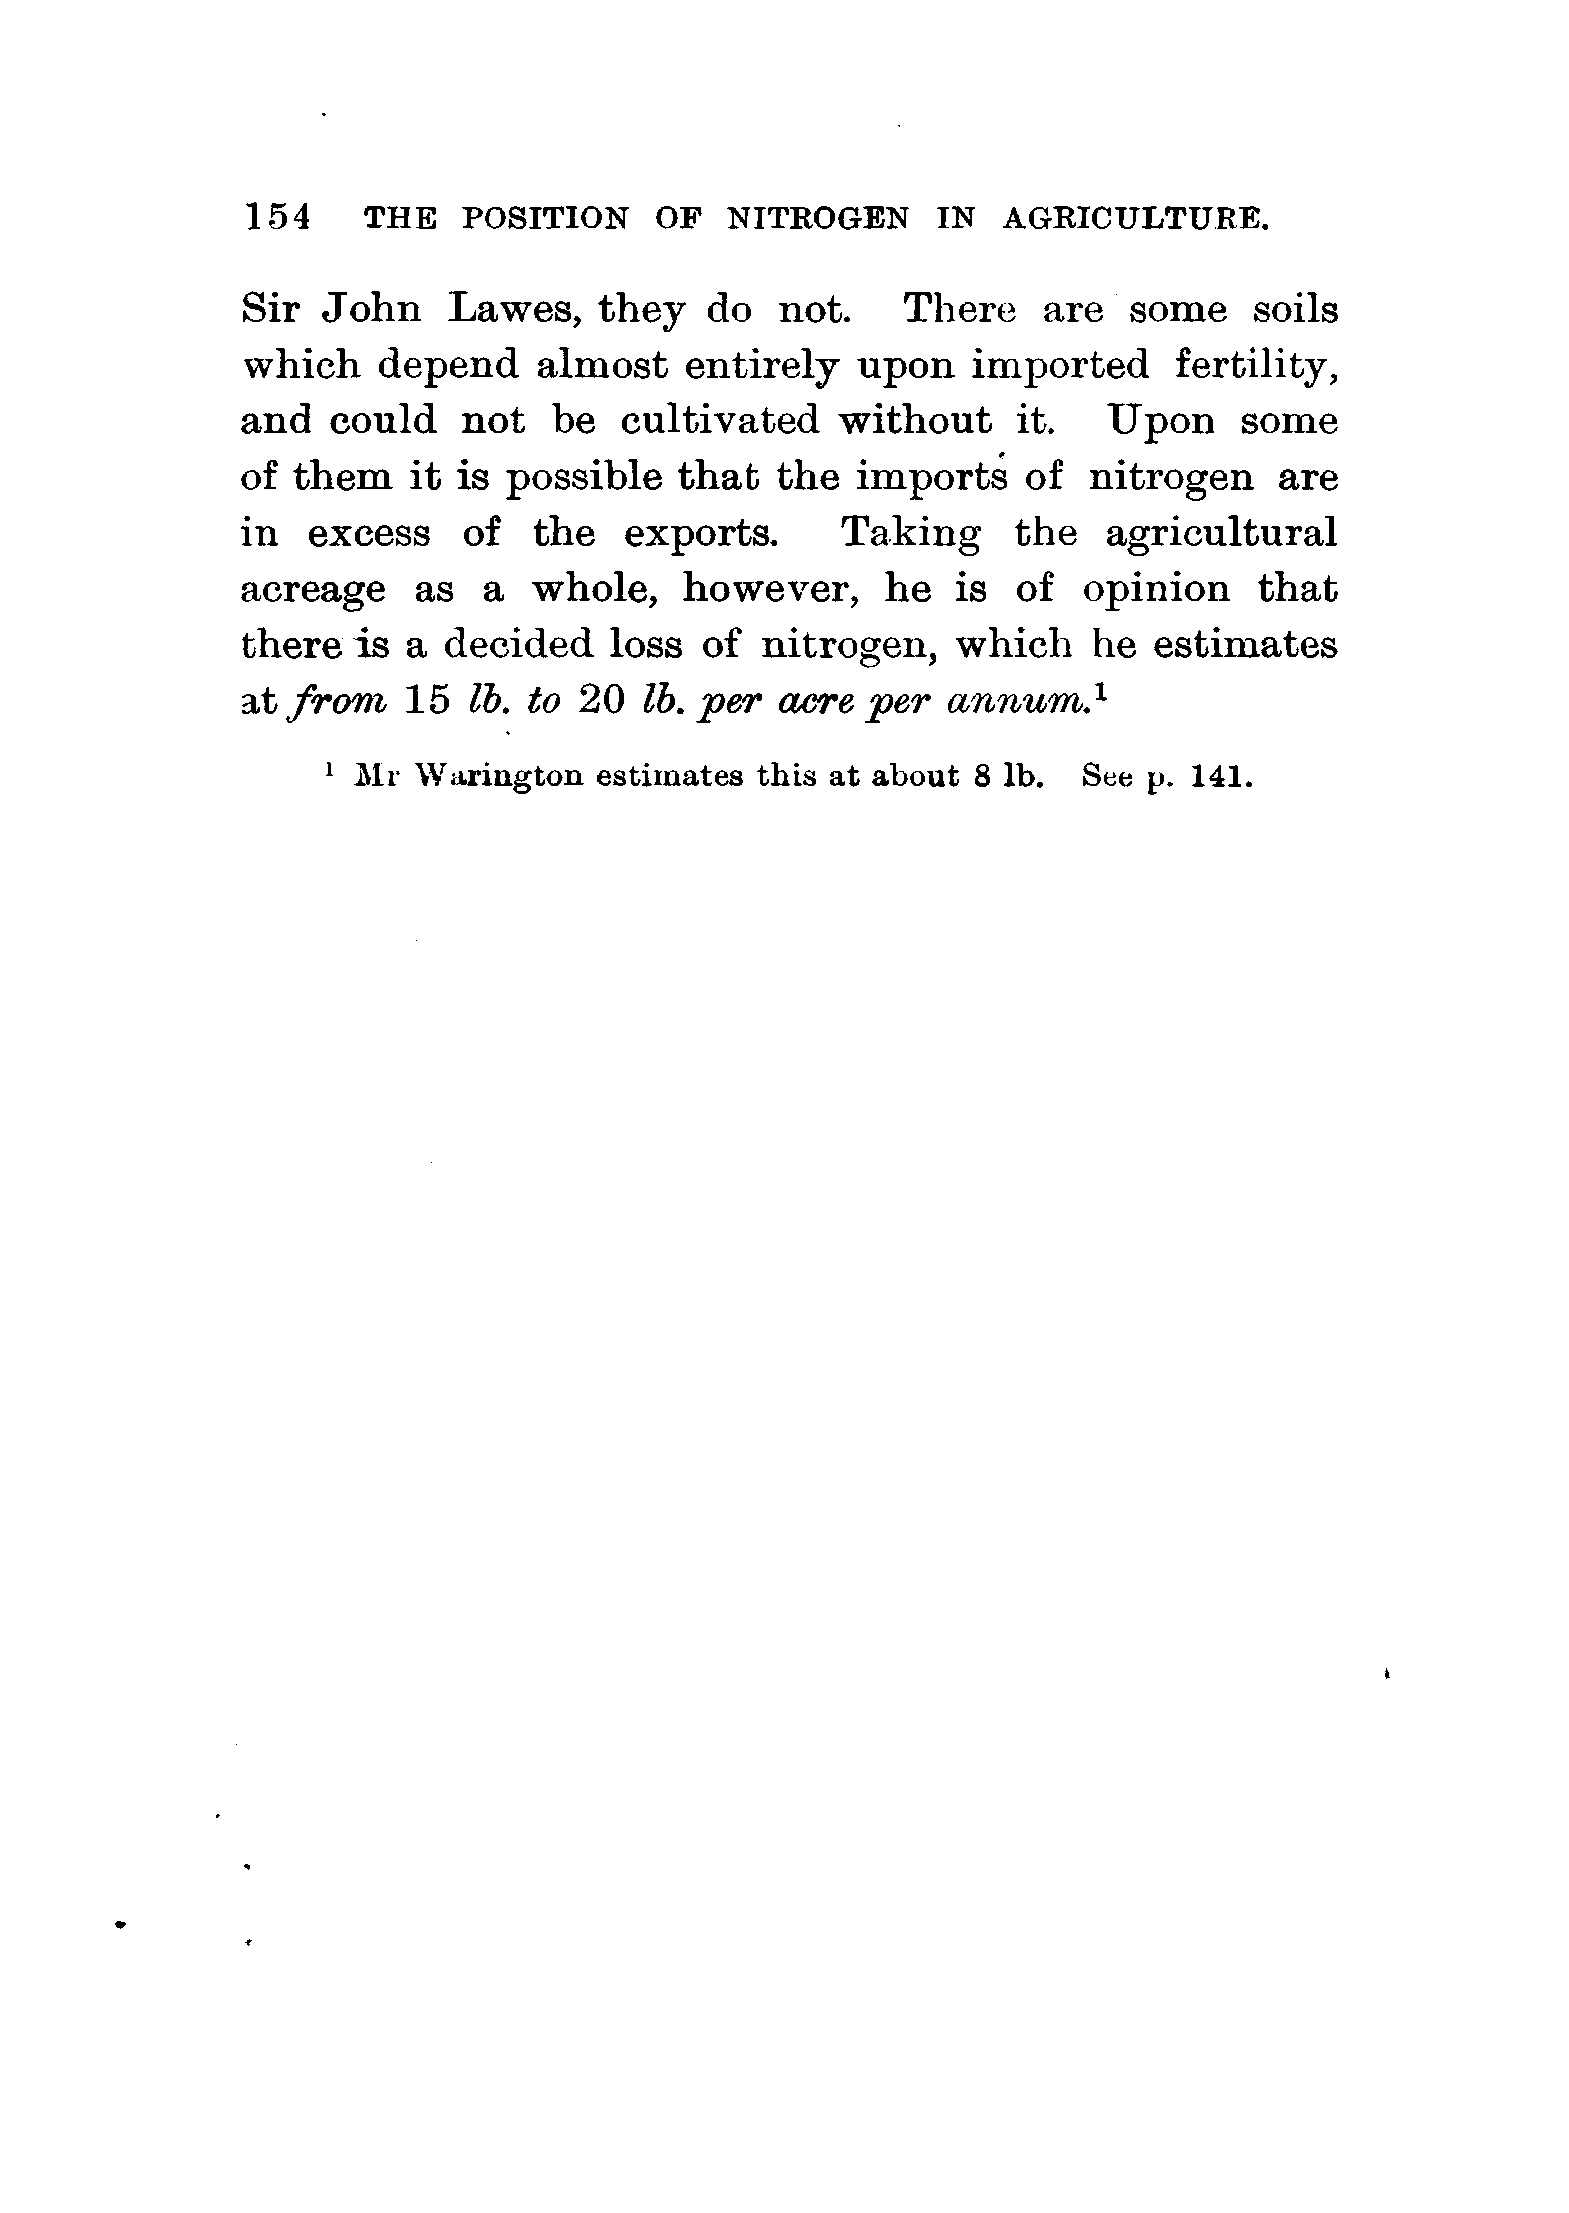 154 THE POSITION OF NITROGEN IN AGRICULTURE.
Sir John Lawes, they do not. There are some soils
which depend almost entirely upon imported fertility,
and could not be cultivated without it. Upon some
of them it is possible that the imports of nitrogen are
in excess of the exports. Taking the agricultural
acreage as a whole, however, he is of opinion that
there is a decided loss of nitrogen, which he estimates
at from 15 lb. to 20 lb. per acre per annum.¹
¹ Mr Warington estimates this at about 8 lb. See p. 141.